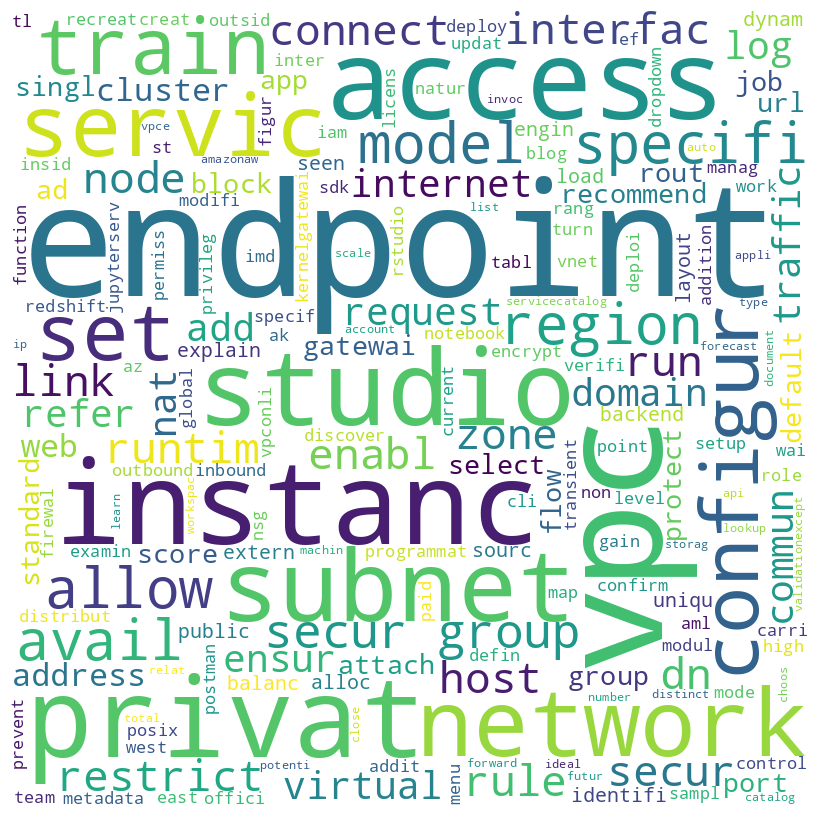 tl
recreat
creat
outsid
connect
deploy
interfac
dynam
train
updat
ef
log
inter
access
singl
cluster
app
natur
invoc
dropdown
job
url
servic
vpce
figur
licens
model
engin
specifi
auto
st
amazonaw
iam
blog
rout
manag
insid
ad
node
block
seen
sdk
internet
load
recommend
work
modifi
kernelgatewai
list
rang
function
jupyterserv
permiss
privileg
imd
rstudio
tabl
turn
vnet
deploi
layout
addition
appli
traffic
endpoint
scale
servicecatalog
type
redshift
specif
ak
request
region
ip
set
add
account
notebook
forecast
explain
gatewai
encrypt
verifi
run
document
default
link
nat
az
global
vpconli
studio
current
domain
configur
refer
web
runtim
discover
enabl
zone
backend
setup
wai
standard
firewal
outbound
inbound
select
point
protect
role
learn
workspac
nsg
instanc
cli
flow
transient
non
level
api
lookup
validationexcept
commun
examin
score
extern
machin
programmat
sourc
gain
storag
vpc
allow
subnet
map
confirm
uniqu
distribut
paid
aml
modul
carri
high
avail
public
secur group
defin
ensur
attach
group
dn
mode
choos
address
postman
balanc
alloc
host
number
distinct
prevent
relat
total
posix
west
privat
close
network
restrict
potenti
addit
menu
forward
ideal
futur
secur
port
control
team
metadata
east
offici
virtual
rule
identifi
sampl
catalog